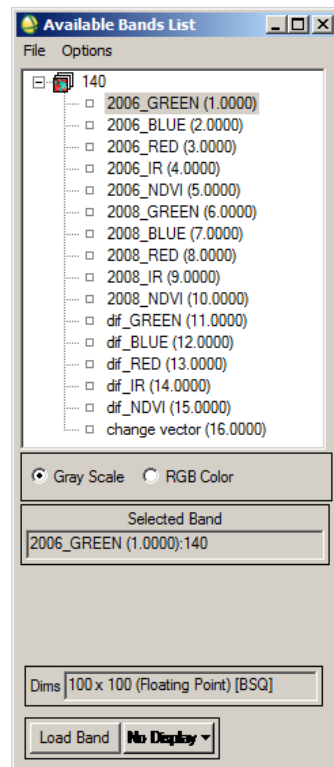 Available Bands List
File Options
140
2006_GREEN (1.0000)
2006_BLUE (2.0000)
2006_RED (3.0000)
2006_IR (4.0000)
2006_NDVI (5.0000)
2008_GREEN (6.0000)
2008_BLUE (7.0000)
2008_RED (8.0000)
2008_IR (9.0000)
2008_NDVI (10.0000)
dif_GREEN (11.0000)
dif_BLUE (12.0000)
dif_RED (13.0000)
dif_IR (14.0000)
dif_NDVI (15.0000)
change vector (16.0000)
Gray Scale RGB Color
Selected Band
2006_GREEN (1.0000):140
Dims 100 x 100 (Floating Point) [BSQ]
Load Band No Display